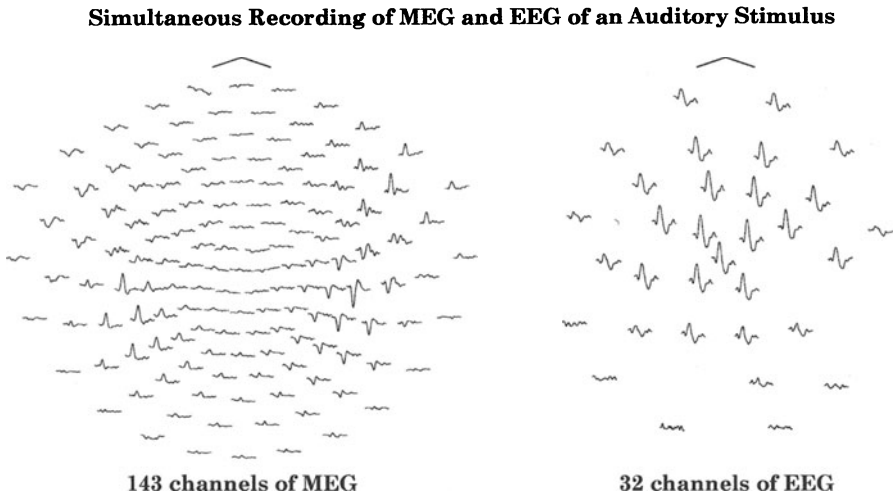 Simultaneous Recording of MEG and EEG of an Auditory Stimulus
143 channels of MEG
32 channels of EEG